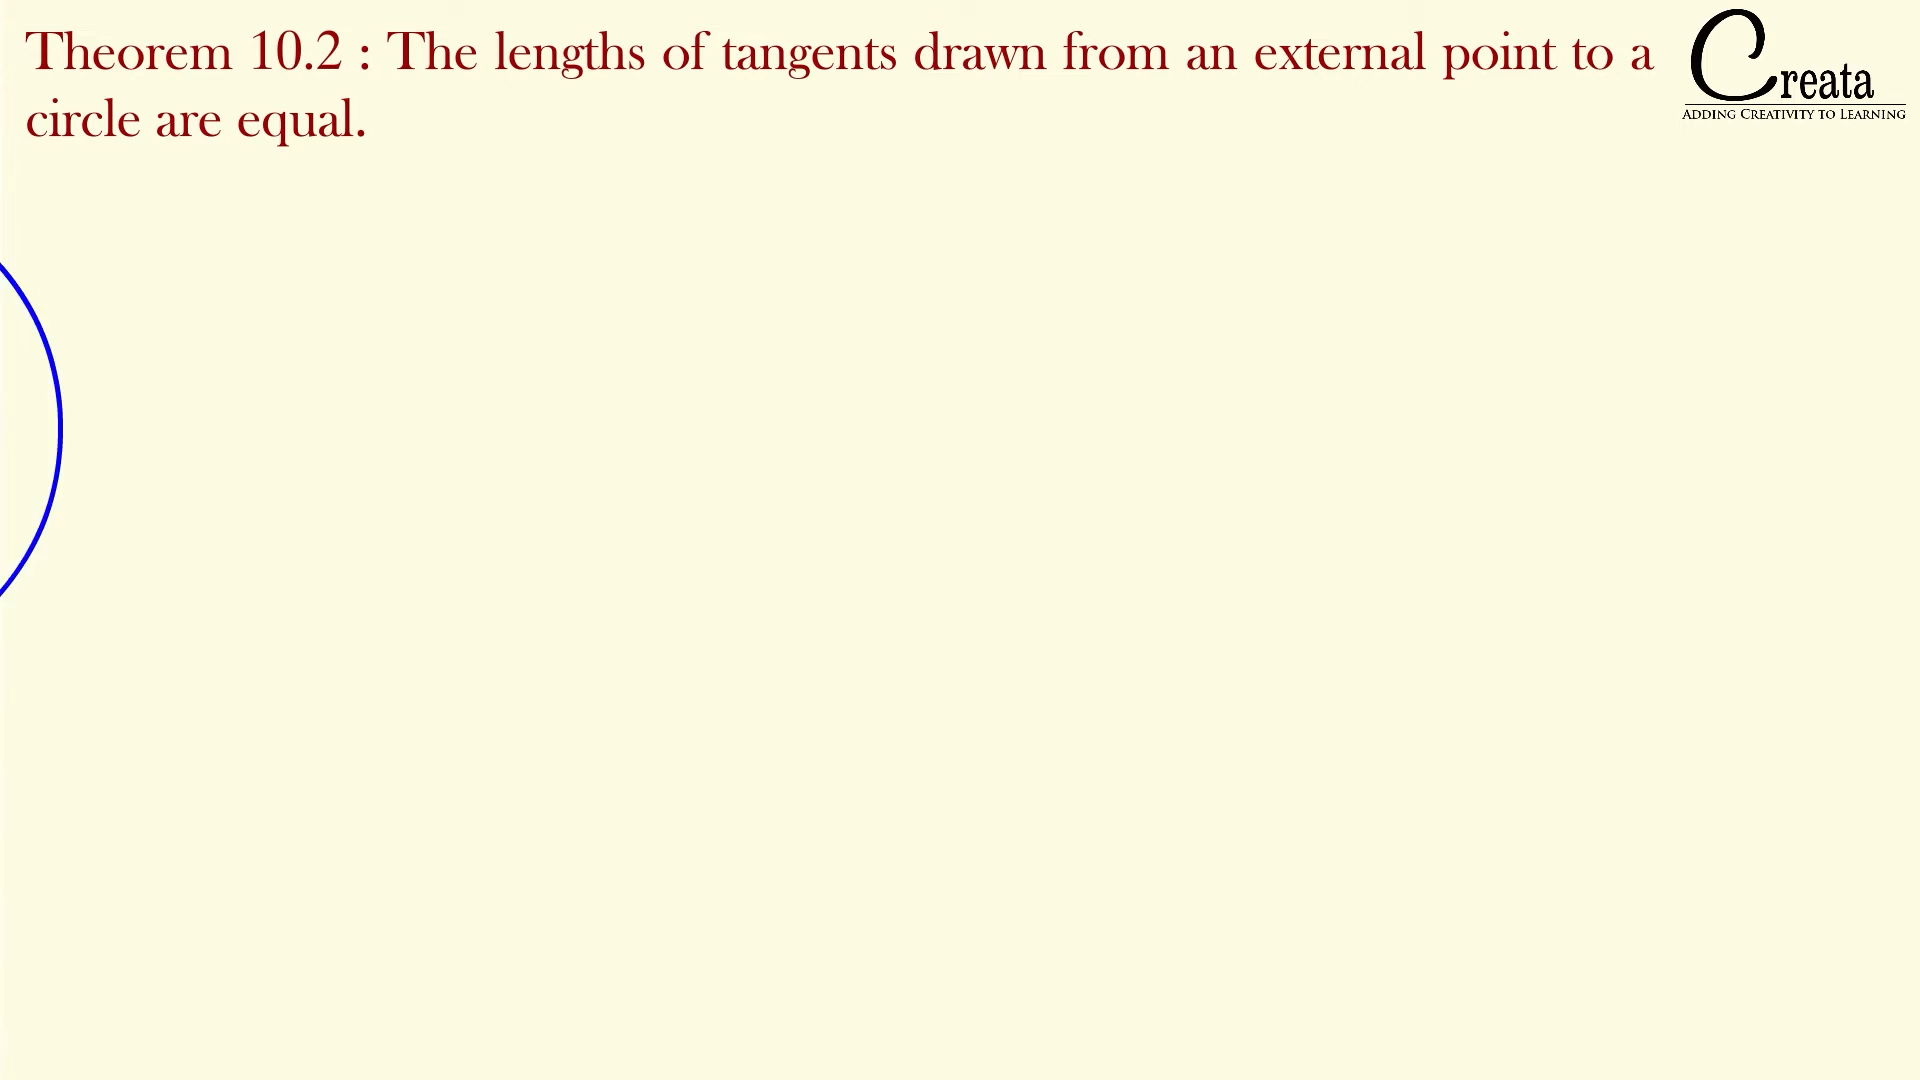 Theorem 10.2 : The lengths of tangents drawn from an external point to a
circle are equal.
Creata
ADDING CREATIVITY TO LEARNING